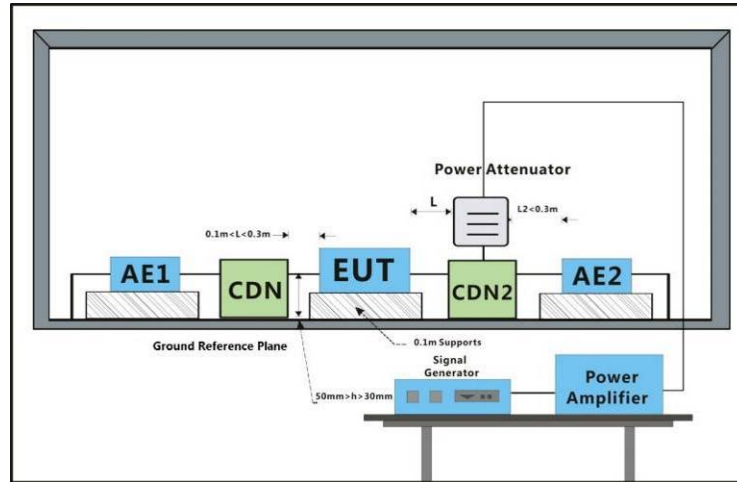 Power Attenuator
L
L2<0.3m
0.1m<L<0.3m
AE1
CDN
EUT
CDN2
AE2
Ground Reference Plane
0.1m Supports
50mm>h>30mm
Signal
Generator
Power
Amplifier